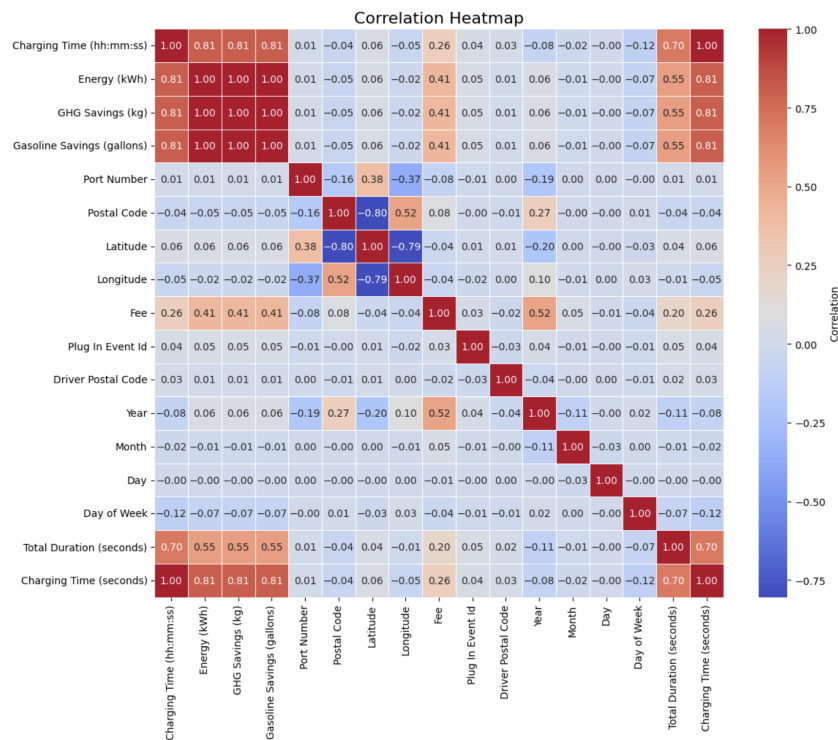 Correlation Heatmap
Charging Time (hh:mm:ss) 1.00 0.81 0.81 0.81 0.01 −0.04 0.06 −0.05 0.26 0.04 0.03 −0.08 −0.02 −0.00 −0.12 0.70 1.00
Energy (kWh) 0.81 1.00 1.00 1.00 0.01 −0.05 0.06 −0.02 0.41 0.05 0.01 0.06 −0.01 −0.00 −0.07 0.55 0.81
GHG Savings (kg) 0.81 1.00 1.00 1.00 0.01 −0.05 0.06 −0.02 0.41 0.05 0.01 0.06 −0.01 −0.00 −0.07 0.55 0.81
Gasoline Savings (gallons) 0.81 1.00 1.00 1.00 0.01 −0.05 0.06 −0.02 0.41 0.05 0.01 0.06 −0.01 −0.00 −0.07 0.55 0.81
Port Number 0.01 0.01 0.01 0.01 1.00 −0.16 0.38 −0.37 −0.08 −0.01 0.00 −0.19 0.00 −0.00 −0.00 0.01 0.01
Postal Code −0.04 −0.05 −0.05 −0.05 −0.16 1.00 −0.80 0.52 0.08 −0.00 −0.01 0.27 −0.00 −0.00 0.01 −0.04 −0.04
Latitude 0.06 0.06 0.06 0.06 0.38 −0.80 1.00 −0.79 −0.04 0.01 0.01 −0.20 0.00 −0.00 −0.03 0.04 0.06
Longitude −0.05 −0.02 −0.02 −0.02 −0.37 0.52 −0.79 1.00 −0.04 −0.02 0.00 0.10 −0.01 0.00 0.03 −0.01 −0.05
Fee 0.26 0.41 0.41 0.41 −0.08 0.08 −0.04 −0.04 1.00 0.03 −0.02 0.52 0.05 −0.01 −0.04 0.20 0.26
Plug In Event Id 0.04 0.05 0.05 0.05 −0.01 −0.00 0.01 −0.02 0.03 1.00 −0.03 0.04 −0.01 −0.00 −0.01 0.05 0.04
Driver Postal Code 0.03 0.01 0.01 0.01 0.00 −0.01 0.01 0.00 −0.02 −0.03 1.00 −0.04 −0.00 0.00 −0.01 0.02 0.03
Year −0.08 0.06 0.06 0.06 −0.19 0.27 −0.20 0.10 0.52 0.04 −0.04 1.00 −0.11 −0.00 0.02 −0.11 −0.08
Month −0.02 −0.01 −0.01 −0.01 0.00 −0.00 0.00 −0.01 0.05 −0.01 −0.00 −0.11 1.00 −0.03 0.00 −0.01 −0.02
Day −0.00 −0.00 −0.00 −0.00 −0.00 −0.00 −0.00 0.00 −0.01 −0.00 0.00 −0.00 −0.03 1.00 −0.00 −0.00 −0.00
Day of Week −0.12 −0.07 −0.07 −0.07 −0.00 0.01 −0.03 0.03 −0.04 −0.01 −0.01 0.02 0.00 −0.00 1.00 −0.07 −0.12
Total Duration (seconds) 0.70 0.55 0.55 0.55 0.01 −0.04 0.04 −0.01 0.20 0.05 0.02 −0.11 −0.01 −0.00 −0.07 1.00 0.70
Charging Time (seconds) 1.00 0.81 0.81 0.81 0.01 −0.04 0.06 −0.05 0.26 0.04 0.03 −0.08 −0.02 −0.00 −0.12 0.70 1.00
Charging Time (hh:mm:ss)
Energy (kWh)
GHG Savings (kg)
Gasoline Savings (gallons)
Port Number
Postal Code
Latitude
Longitude
Fee
Plug In Event Id
Driver Postal Code
Year
Month
Day
Day of Week
Total Duration (seconds)
Charging Time (seconds)
1.00
0.75
0.50
0.25
0.00
−0.25
−0.50
−0.75
Correlation